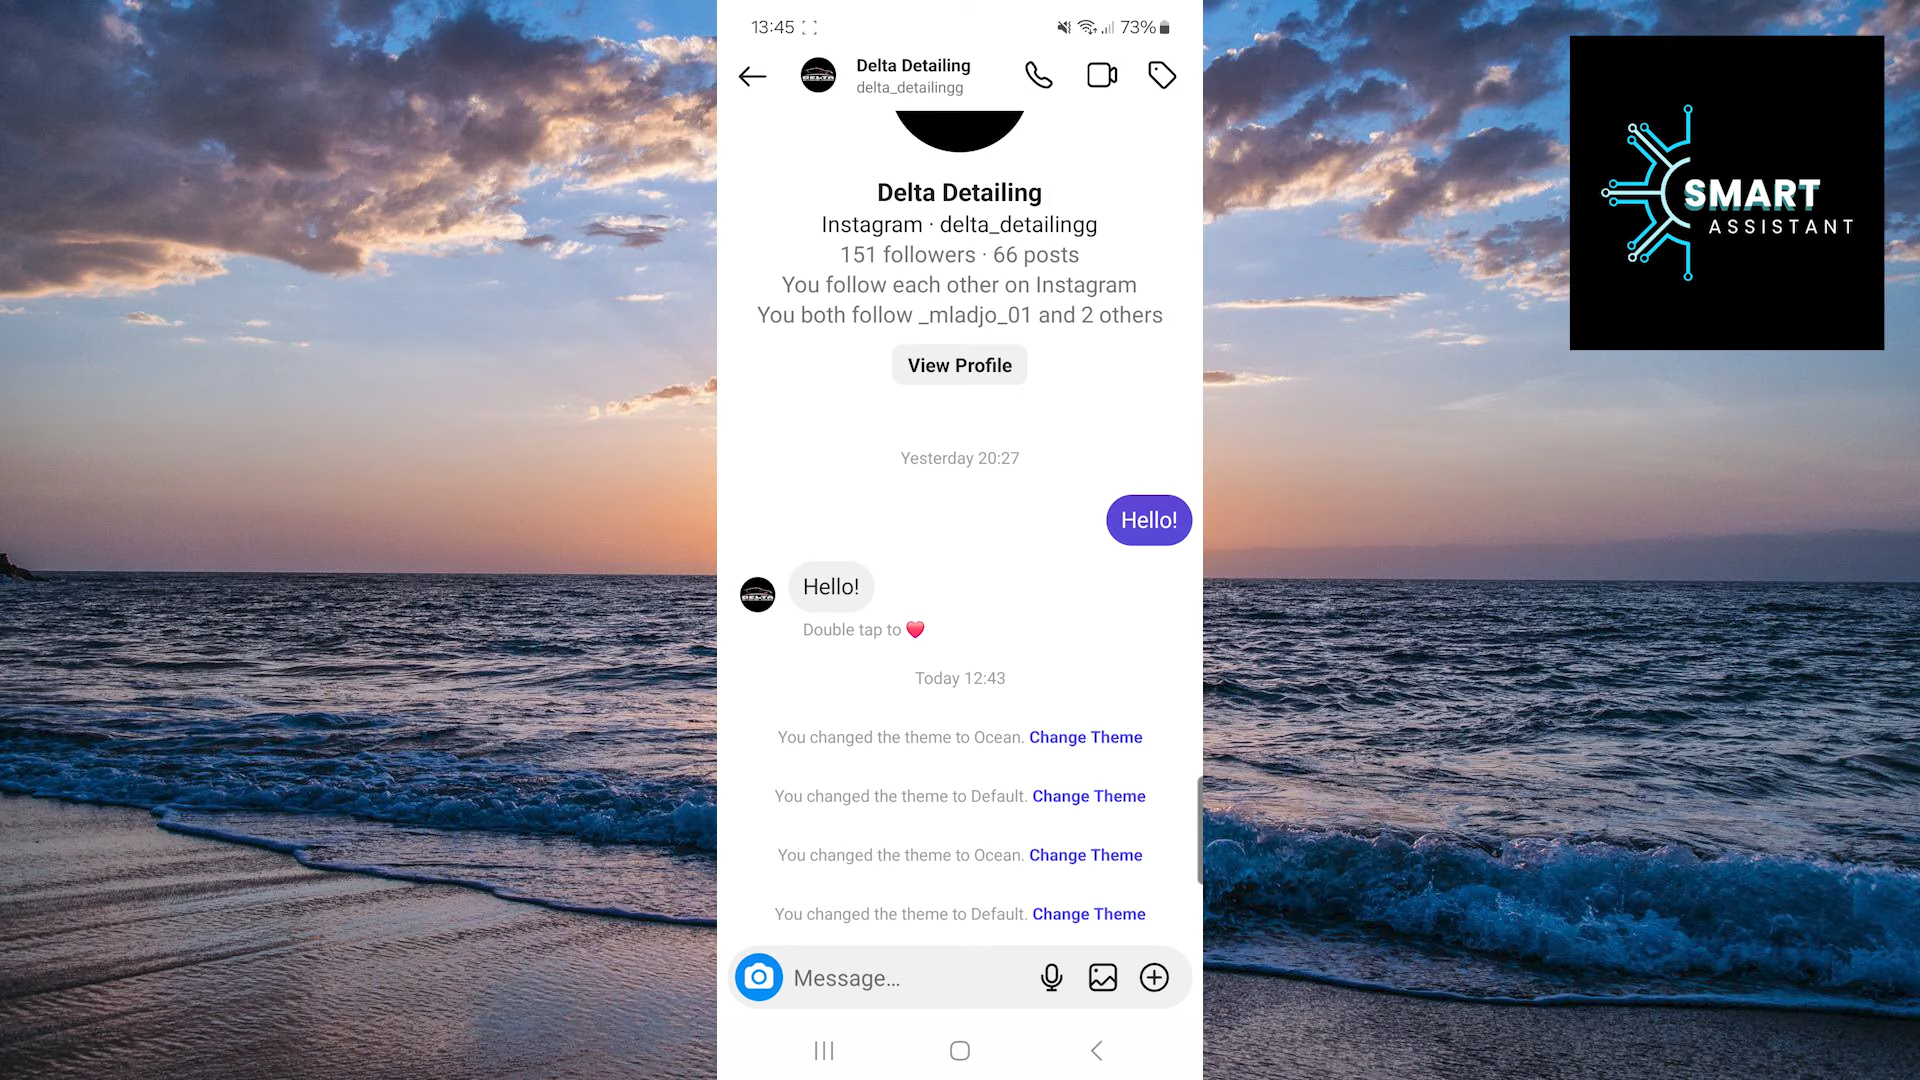 13:45
73%
Delta Detailing
delta_detailingg
Delta Detailing
Instagram · delta_detailingg
151 followers · 66 posts
You follow each other on Instagram
You both follow _mladjo_01 and 2 others
View Profile
Yesterday 20:27
Hello!
Hello!
Double tap to ❤️
Today 12:43
You changed the theme to Ocean. Change Theme
You changed the theme to Default. Change Theme
You changed the theme to Ocean. Change Theme
You changed the theme to Default. Change Theme
Message...
SMART
ASSISTANT
DELTA
DELTA